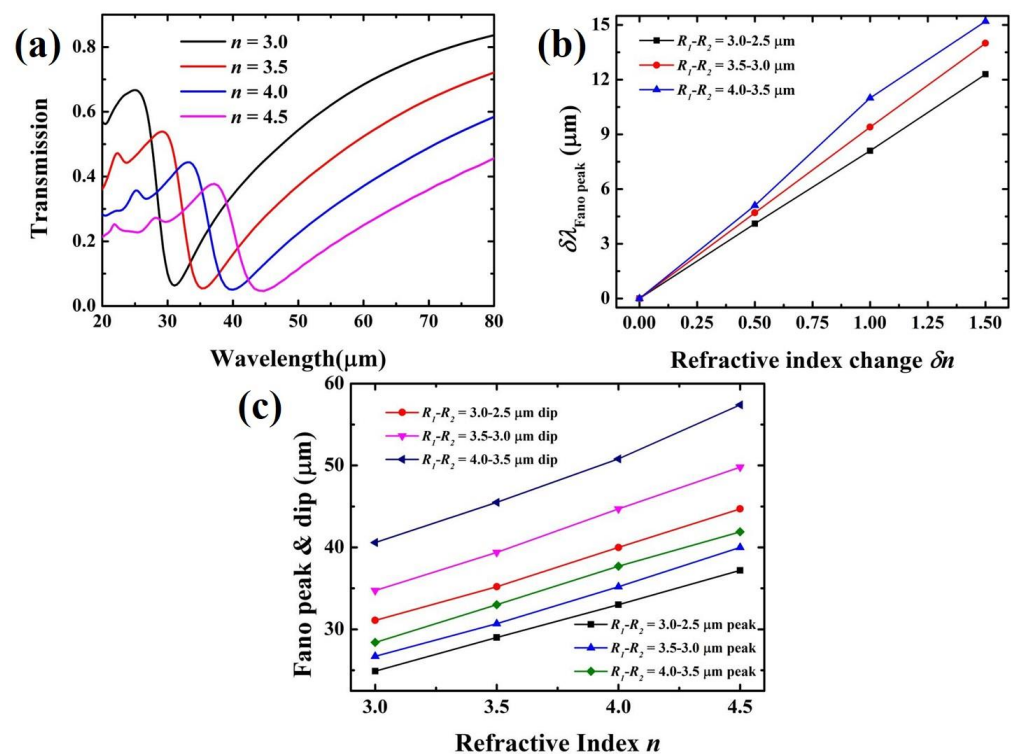 (a)
n = 3.0
n = 3.5
n = 4.0
n = 4.5
Transmission
0.8
0.6
0.4
0.2
0.0
20 30 40 50 60 70 80
Wavelength(μm)
(b)
R₁-R₂ = 3.0-2.5 μm
R₁-R₂ = 3.5-3.0 μm
R₁-R₂ = 4.0-3.5 μm
δλFano peak (μm)
15
12
9
6
3
0
0.00 0.25 0.50 0.75 1.00 1.25 1.50
Refractive index change δn
(c)
R₁-R₂ = 3.0-2.5 μm dip
R₁-R₂ = 3.5-3.0 μm dip
R₁-R₂ = 4.0-3.5 μm dip
Fano peak & dip (μm)
60
50
40
30
R₁-R₂ = 3.0-2.5 μm peak
R₁-R₂ = 3.5-3.0 μm peak
R₁-R₂ = 4.0-3.5 μm peak
3.0 3.5 4.0 4.5
Refractive Index n